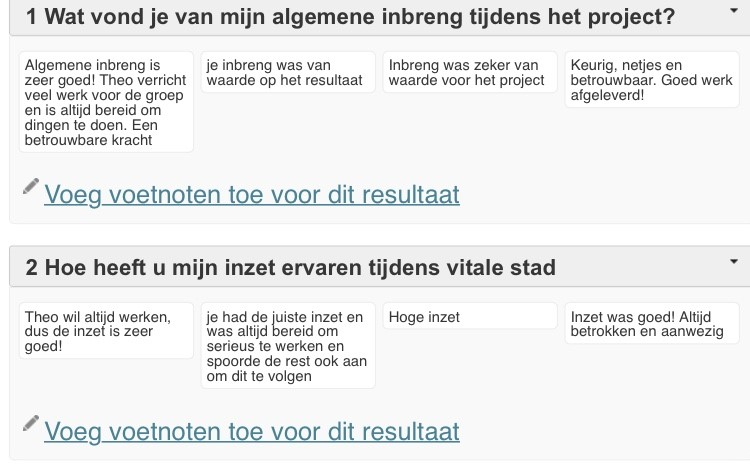 1 Wat vond je van mijn algemene inbreng tijdens het project?
Algemene inbreng is
zeer goed! Theo verricht
veel werk voor de groep
en is altijd bereid om
dingen te doen. Een
betrouwbare kracht
je inbreng was van
waarde op het resultaat
Inbreng was zeker van
waarde voor het project
Keurig, netjes en
betrouwbaar. Goed werk
afgeleverd!
Voeg voetnoten toe voor dit resultaat
2 Hoe heeft u mijn inzet ervaren tijdens vitale stad
Theo wil altijd werken,
dus de inzet is zeer
goed!
je had de juiste inzet en
was altijd bereid om
serieus te werken en
spoorde de rest ook aan
om dit te volgen
Hoge inzet
Inzet was goed! Altijd
betrokken en aanwezig
Voeg voetnoten toe voor dit resultaat